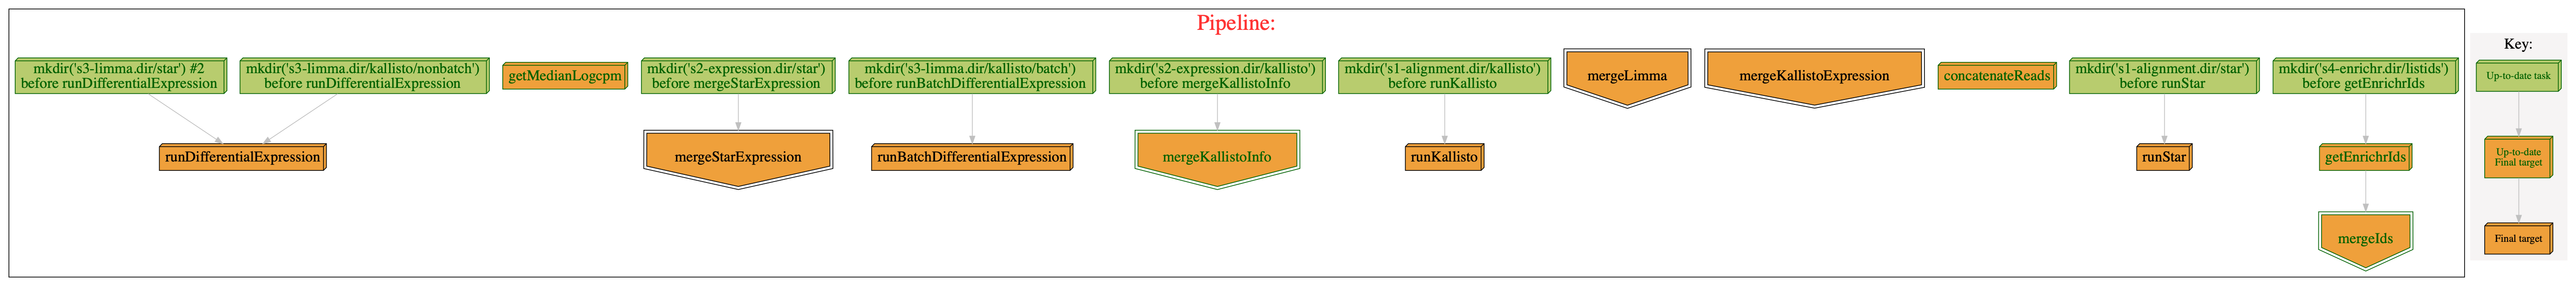 Pipeline:
Key:
mkdir('s3-limma.dir/star') #2
before runDifferentialExpression
mkdir('s3-limma.dir/kallisto/nonbatch')
before runDifferentialExpression
getMedianLogcpm
mkdir('s2-expression.dir/star')
before mergeStarExpression
mkdir('s3-limma.dir/kallisto/batch')
before runBatchDifferentialExpression
mkdir('s2-expression.dir/kallisto')
before mergeKallistoInfo
mkdir('s1-alignment.dir/kallisto')
before runKallisto
mergeLimma
mergeKallistoExpression
concatenateReads
mkdir('s1-alignment.dir/star')
before runStar
mkdir('s4-enrichr.dir/listids')
before getEnrichrIds
Up-to-date task
runDifferentialExpression
mergeStarExpression
runBatchDifferentialExpression
mergeKallistoInfo
runKallisto
runStar
getEnrichrIds
Up-to-date
Final target
mergeIds
Final target